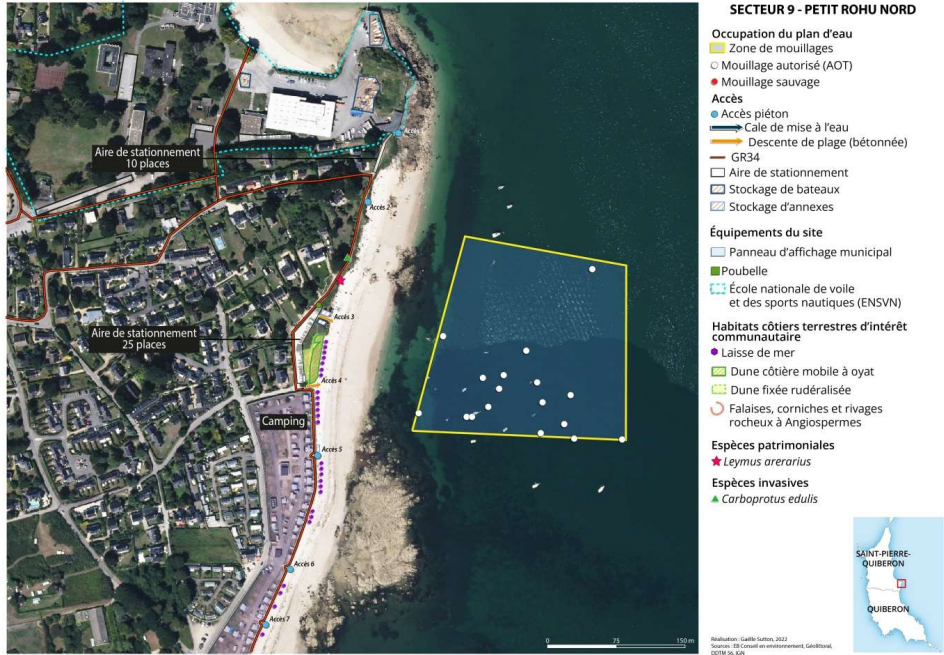 SECTEUR 9 - PETIT ROHU NORD
Occupation du plan d'eau
Zone de mouillages
Mouillage autorisé (AOT)
Mouillage sauvage
Accès
Accès piéton
Cale de mise à l'eau
Descente de plage (bétonnée)
GR34
Aire de stationnement
Stockage de bateaux
Stockage d'annexes
Équipements du site
Panneau d'affichage municipal
Poubelle
École nationale de voile
et des sports nautiques (ENSVN)
Habitats côtiers terrestres d'intérêt
communautaire
Laisse de mer
Dune côtière mobile à oyat
Dune fixée rudéralisée
Falaises, corniches et rivages
rocheux à Angiospermes
Espèces patrimoniales
Leymus arerarius
Espèces invasives
Carboprotus edulis
Aire de stationnement
10 places
Accès 1
Accès 2
Accès 3
Aire de stationnement
25 places
Accès 4
Camping
Accès 5
Accès 6
Accès 7
0 75 150 m
SAINT-PIERRE-
QUIBERON
QUIBERON
Réalisation : Gaëlle Sutton, 2022
Sources : EB Conseil en environnement, Géolittoral,
DDTM 56, IGN